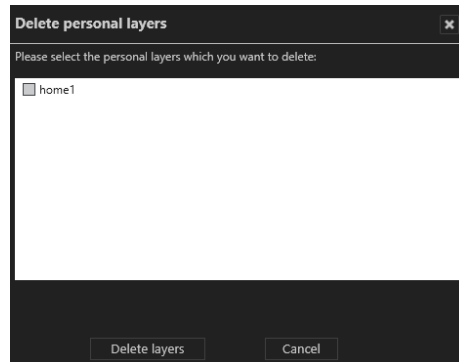 Delete personal layers
Please select the personal layers which you want to delete:
home1
Delete layers
Cancel